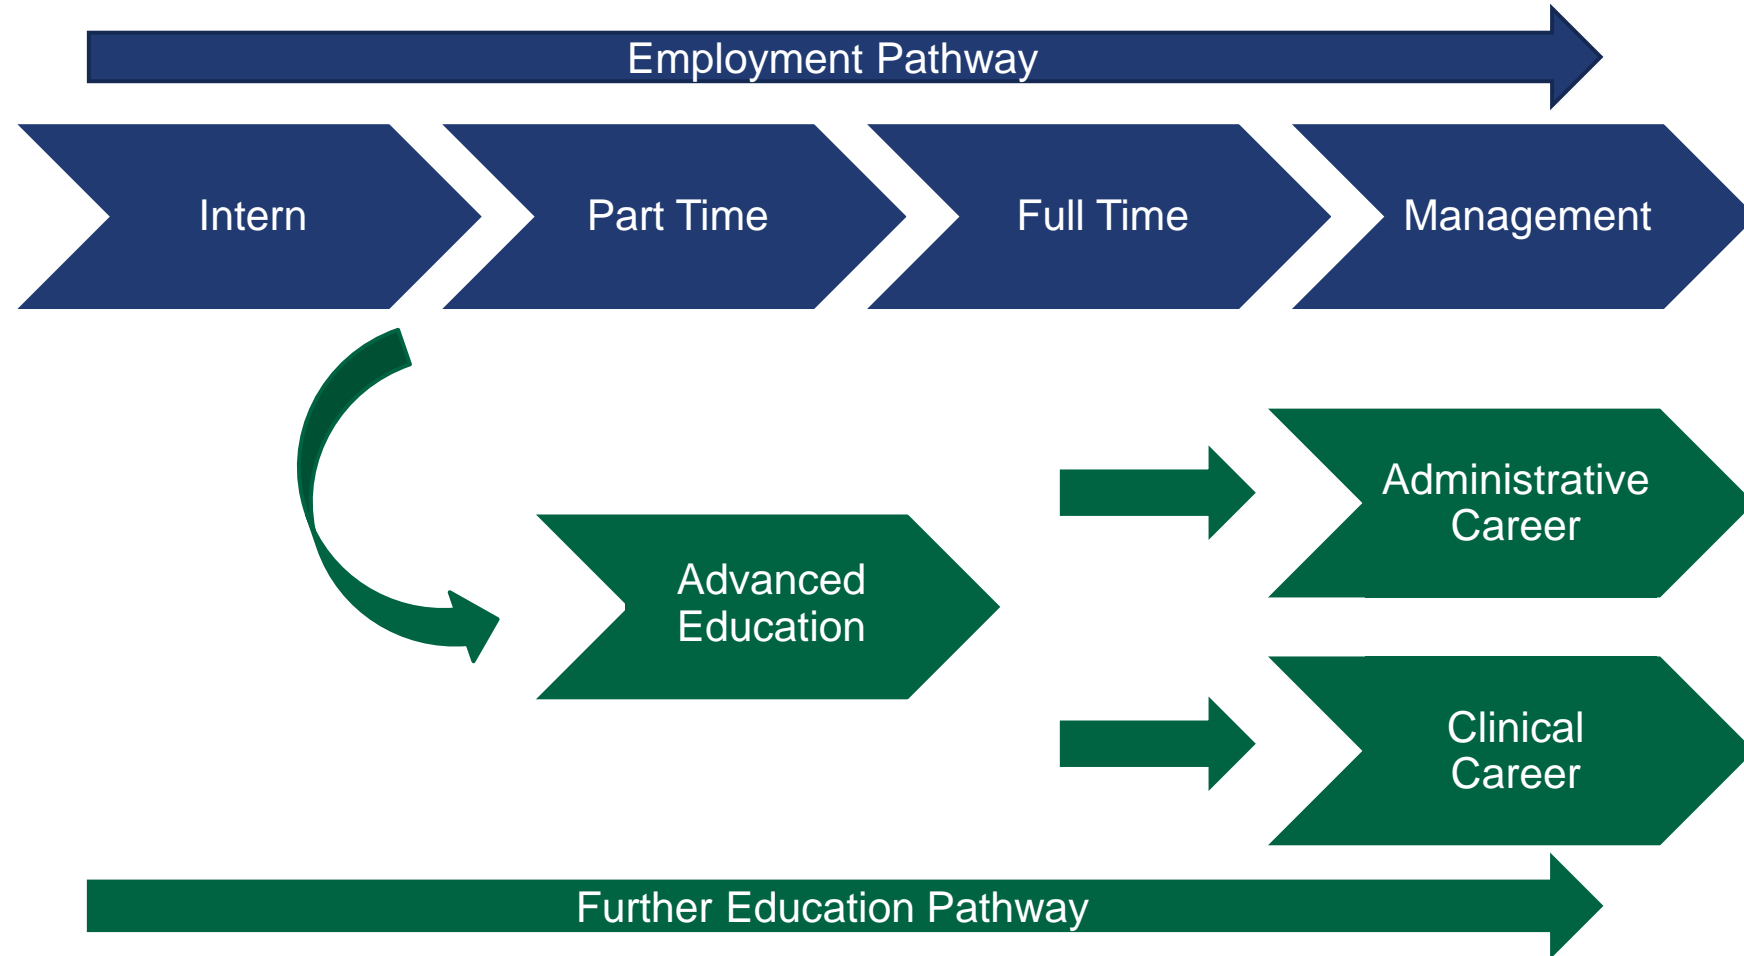 Employment Pathway
Intern
Part Time
Full Time
Management
Administrative
Career
Advanced
Education
Clinical
Career
Further Education Pathway